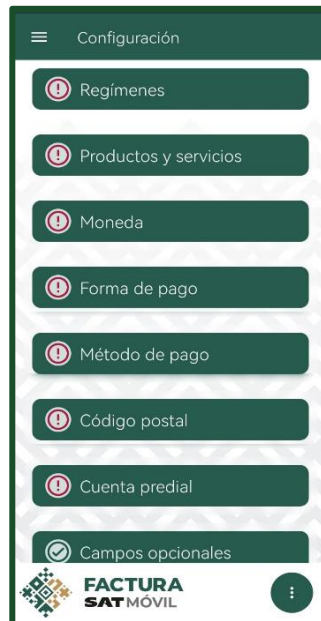 Configuración
Regímenes
Productos y servicios
Moneda
Forma de pago
Método de pago
Código postal
Cuenta predial
Campos opcionales
FACTURA
SAT MÓVIL